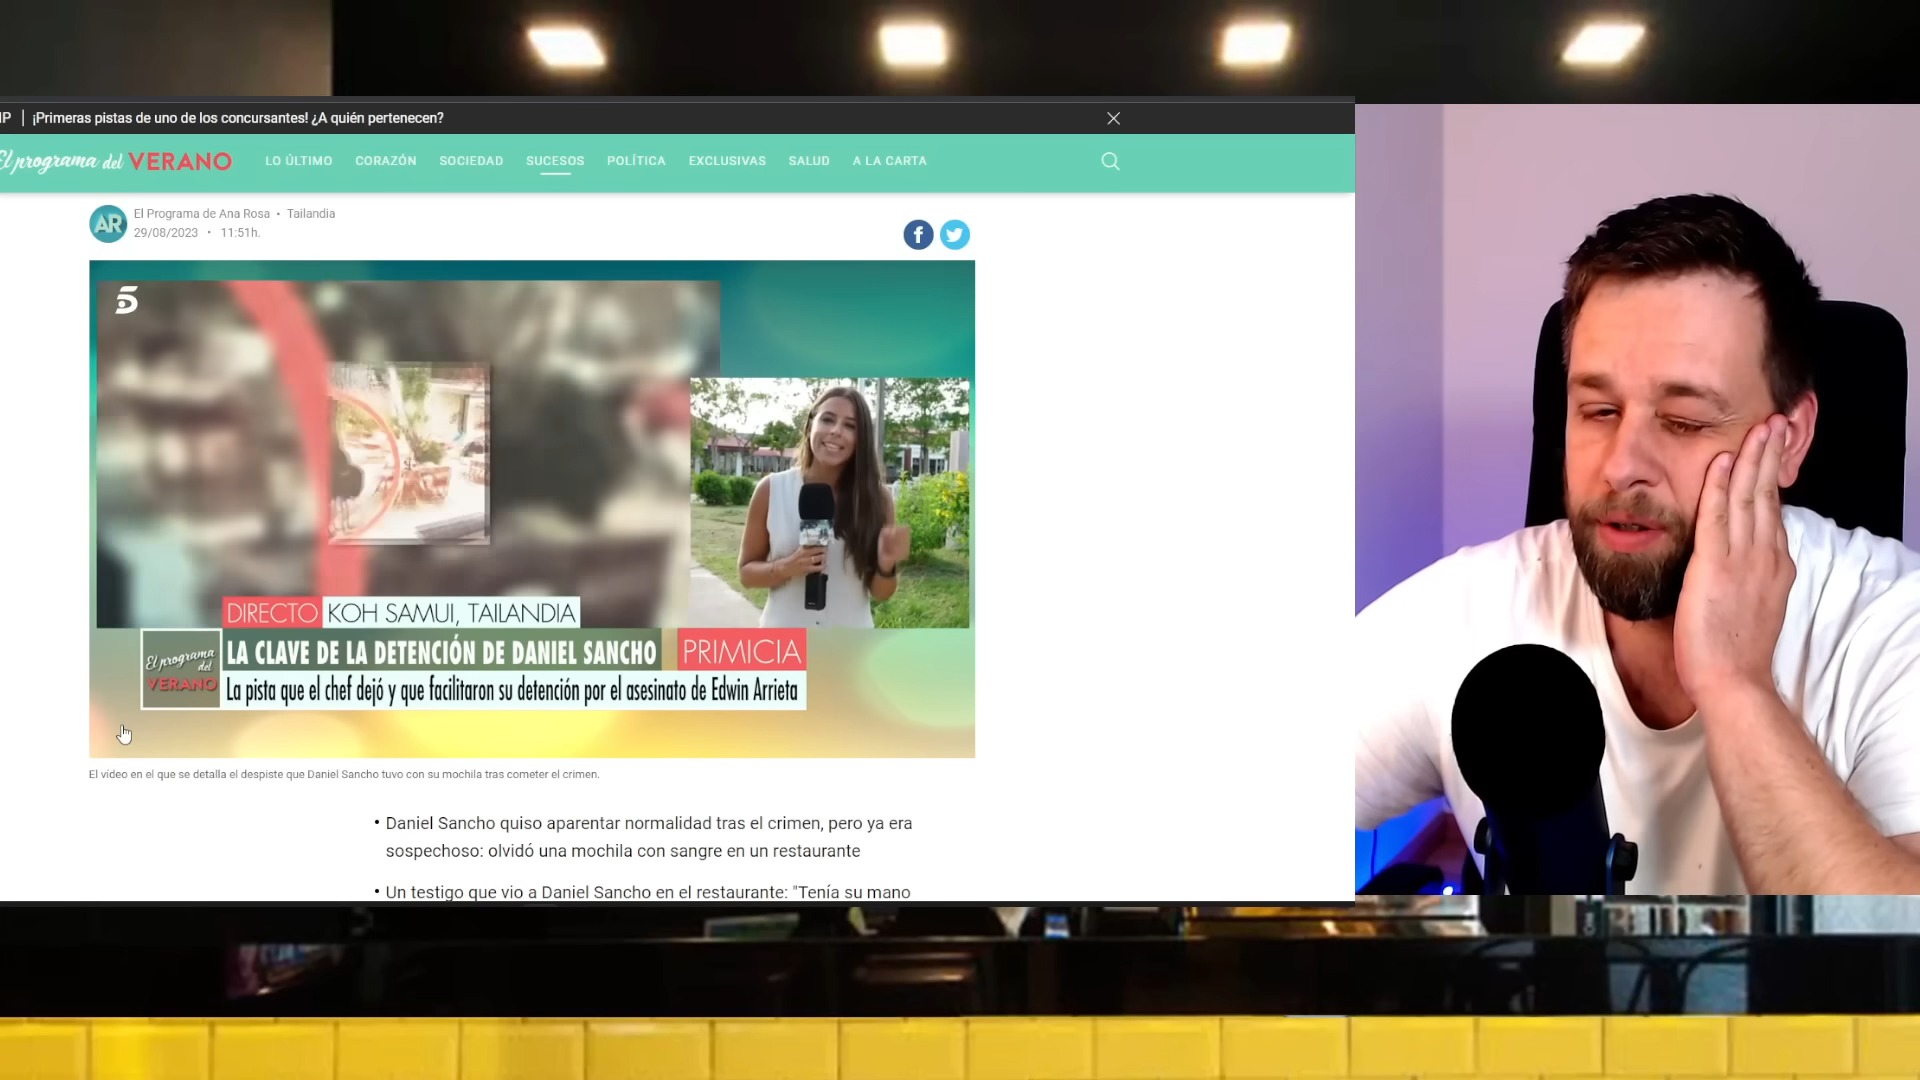 IP | ¡Primeras pistas de uno de los concursantes! ¿A quién pertenecen?
El programa del VERANO
LO ÚLTIMO CORAZÓN SOCIEDAD SUCESOS POLÍTICA EXCLUSIVAS SALUD A LA CARTA
AR
El Programa de Ana Rosa • Tailandia
29/08/2023 • 11:51h.
5
DIRECTO KOH SAMUI, TAILANDIA
El programa del VERANO
LA CLAVE DE LA DETENCIÓN DE DANIEL SANCHO PRIMICIA
La pista que el chef dejó y que facilitaron su detención por el asesinato de Edwin Arrieta
El vídeo en el que se detalla el despiste que Daniel Sancho tuvo con su mochila tras cometer el crimen.
• Daniel Sancho quiso aparentar normalidad tras el crimen, pero ya era
sospechoso: olvidó una mochila con sangre en un restaurante
• Un testigo que vio a Daniel Sancho en el restaurante: "Tenía su mano